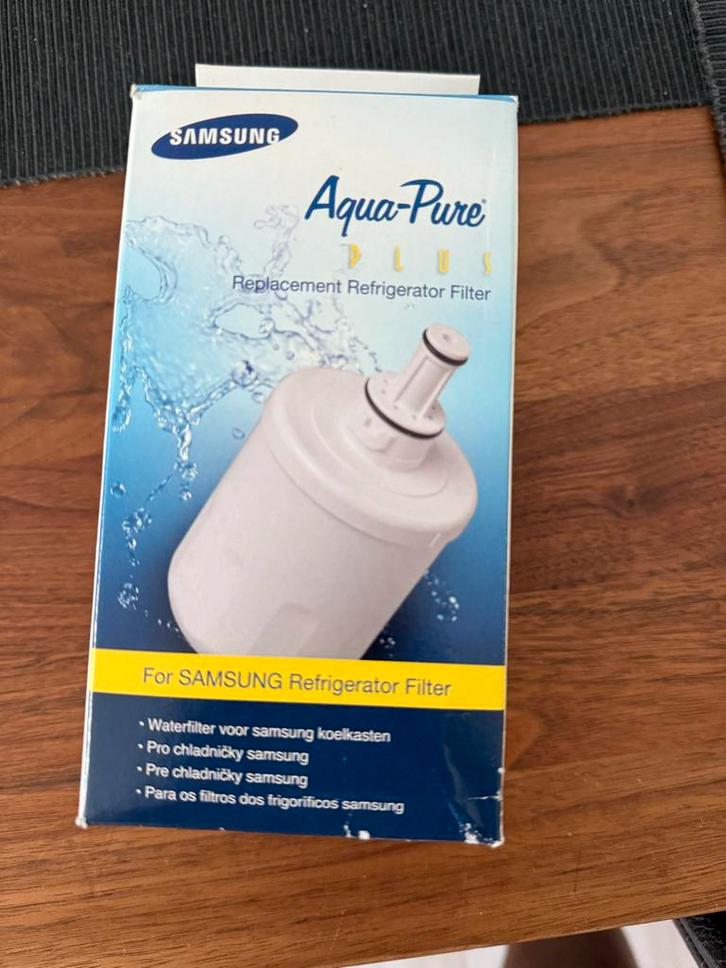 SAMSUNG
Aqua-Pure
PLUS
Replacement Refrigerator Filter
For SAMSUNG Refrigerator Filter
• Waterfilter voor samsung koelkasten
• Pro chladničky samsung
• Pre chladničky samsung
• Para os filtros dos frigoríficos samsung